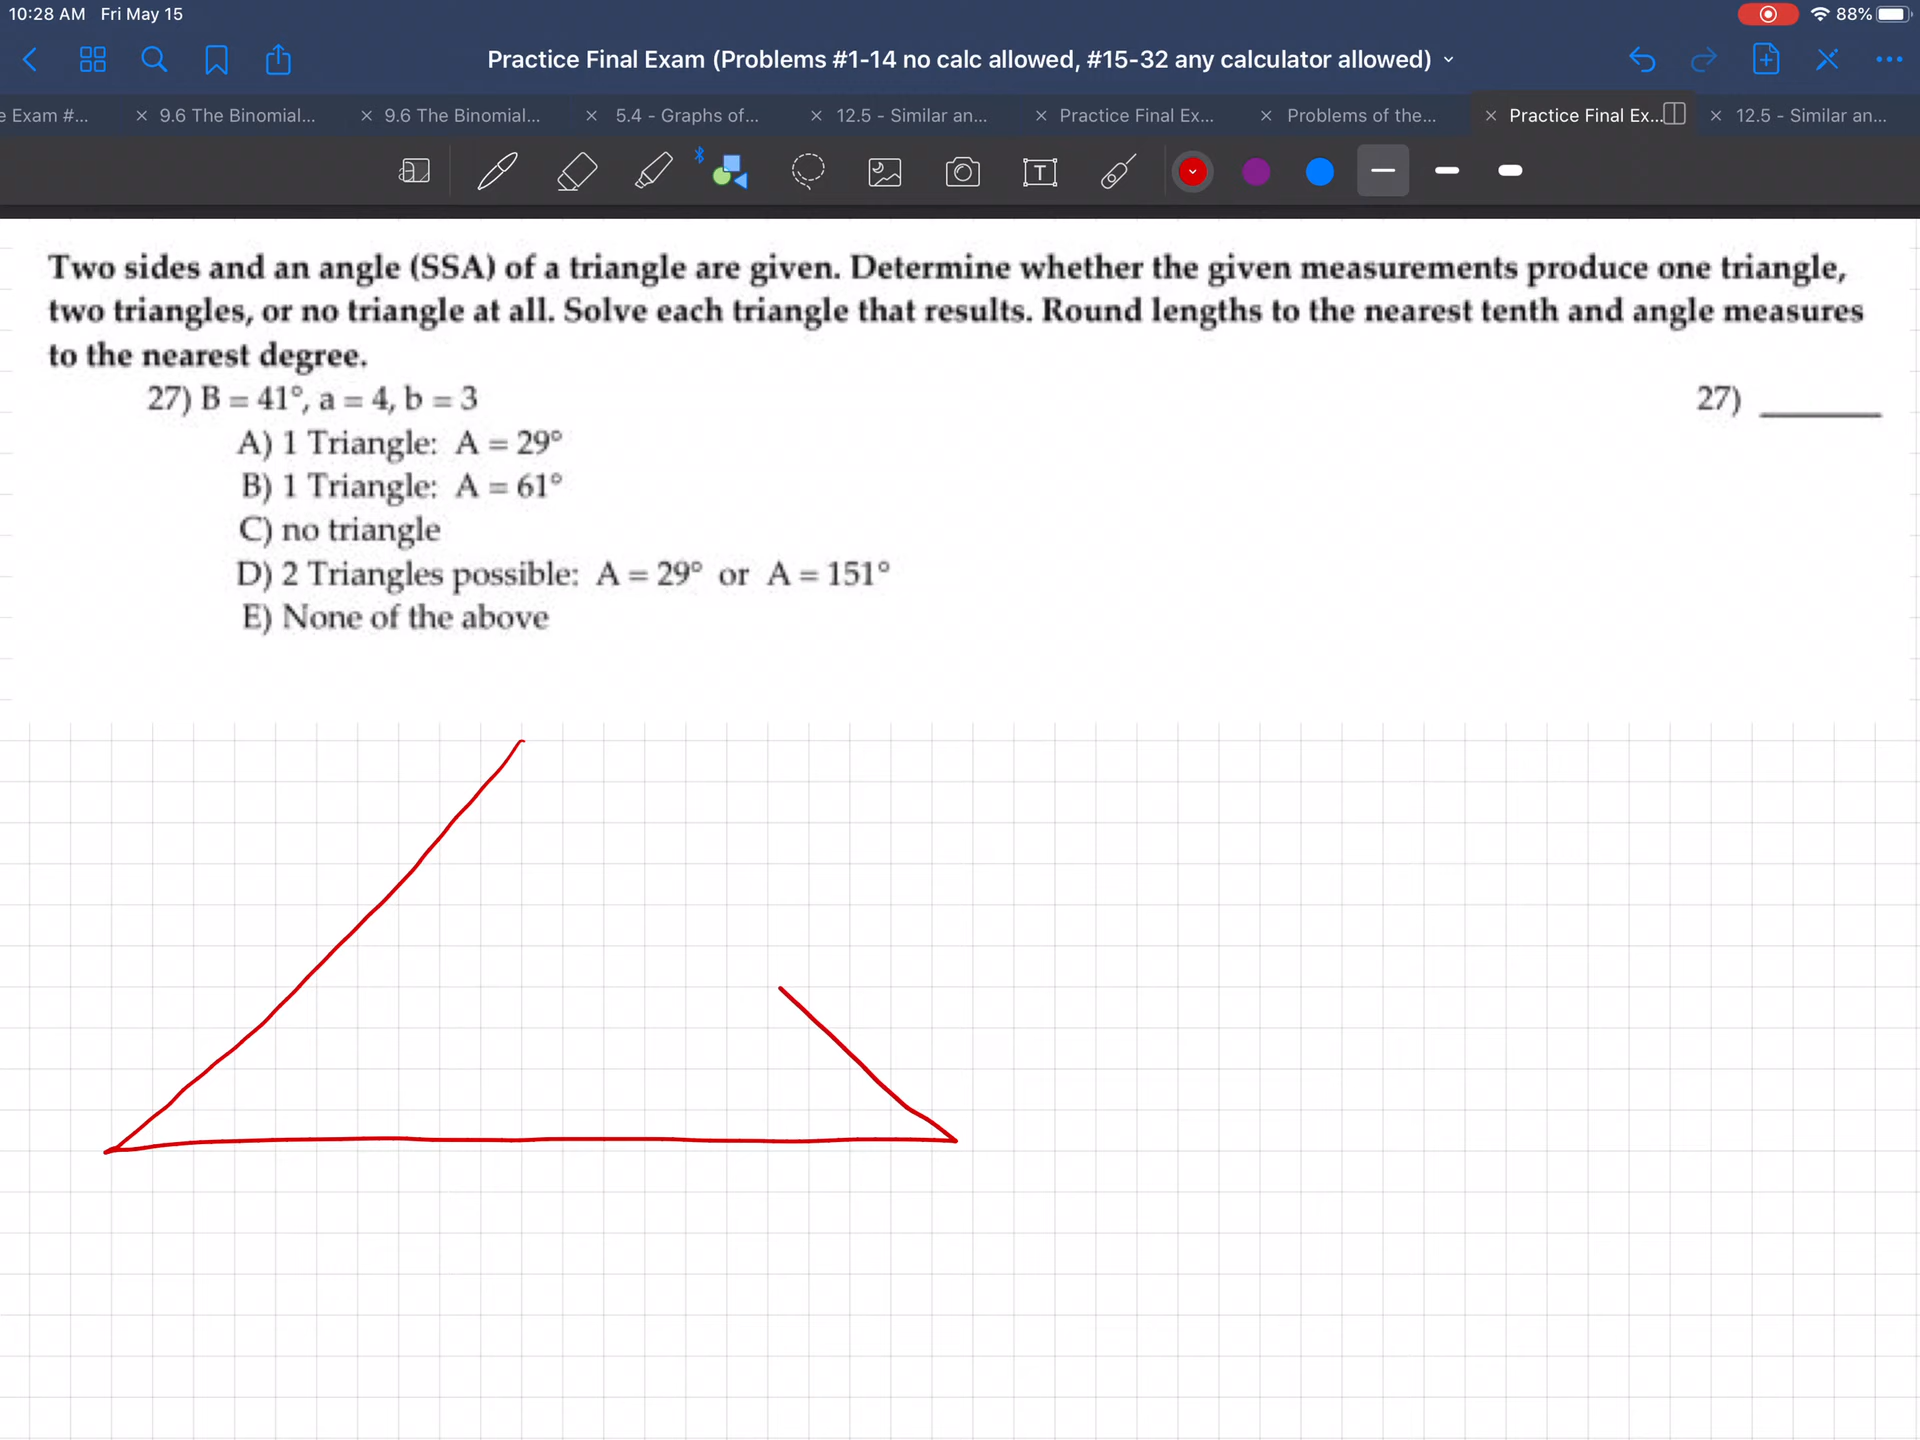 10:28 AM Fri May 15
88%
Practice Final Exam (Problems #1-14 no calc allowed, #15-32 any calculator allowed)
e Exam #... × 9.6 The Binomial... × 9.6 The Binomial... × 5.4 - Graphs of... × 12.5 - Similar an... × Practice Final Ex... × Problems of the... × Practice Final Ex... × 12.5 - Similar an...
T
Two sides and an angle (SSA) of a triangle are given. Determine whether the given measurements produce one triangle,
two triangles, or no triangle at all. Solve each triangle that results. Round lengths to the nearest tenth and angle measures
to the nearest degree.
27) B = 41°, a = 4, b = 3 27) ______
A) 1 Triangle: A = 29°
B) 1 Triangle: A = 61°
C) no triangle
D) 2 Triangles possible: A = 29° or A = 151°
E) None of the above